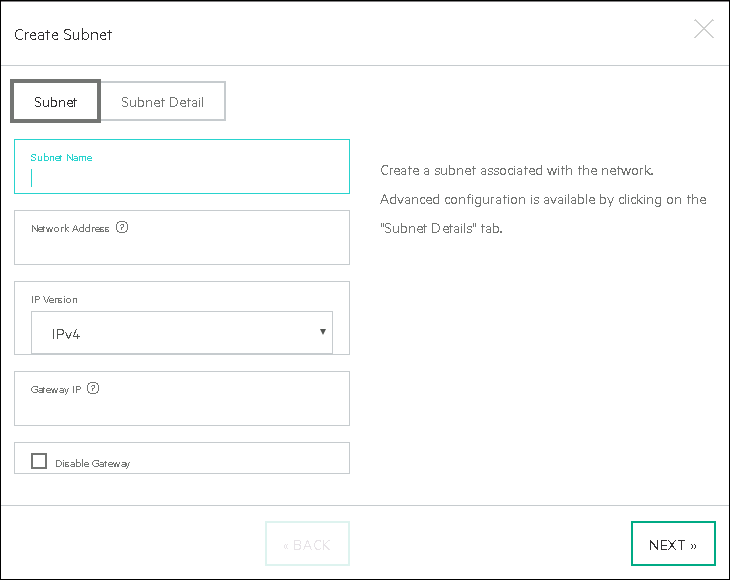 Create Subnet
Subnet
Subnet Detail
Subnet Name
Create a subnet associated with the network.
Advanced configuration is available by clicking on the
"Subnet Details" tab.
Network Address ?
IP Version
IPv4
Gateway IP ?
Disable Gateway
« BACK
NEXT »